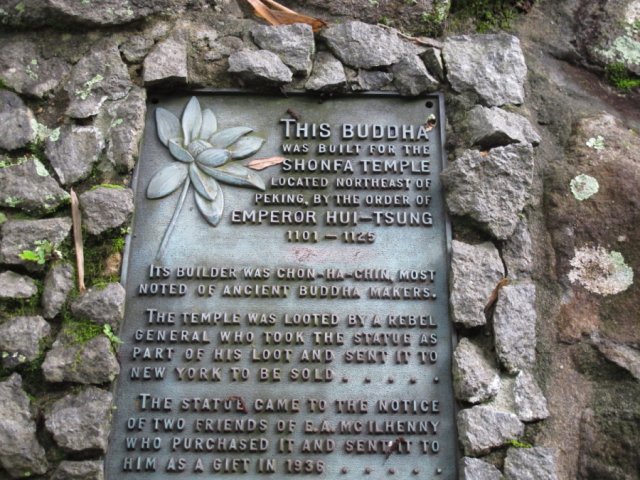 THIS BUDDHA
WAS BUILT FOR THE
SHONFA TEMPLE
LOCATED NORTHEAST OF
PEKING, BY THE ORDER OF
EMPEROR HUI-TSUNG
1101 - 1125
ITS BUILDER WAS CHON-HA-CHIN, MOST
NOTED OF ANCIENT BUDDHA MAKERS.
THE TEMPLE WAS LOOTED BY A REBEL
GENERAL WHO TOOK THE STATUE AS
PART OF HIS LOOT AND SENT IT TO
NEW YORK TO BE SOLD . . . . . .
THE STATUE CAME TO THE NOTICE
OF TWO FRIENDS OF E.A. MCILHENNY
WHO PURCHASED IT AND SENT IT TO
HIM AS A GIFT IN 1936 . . . . . .